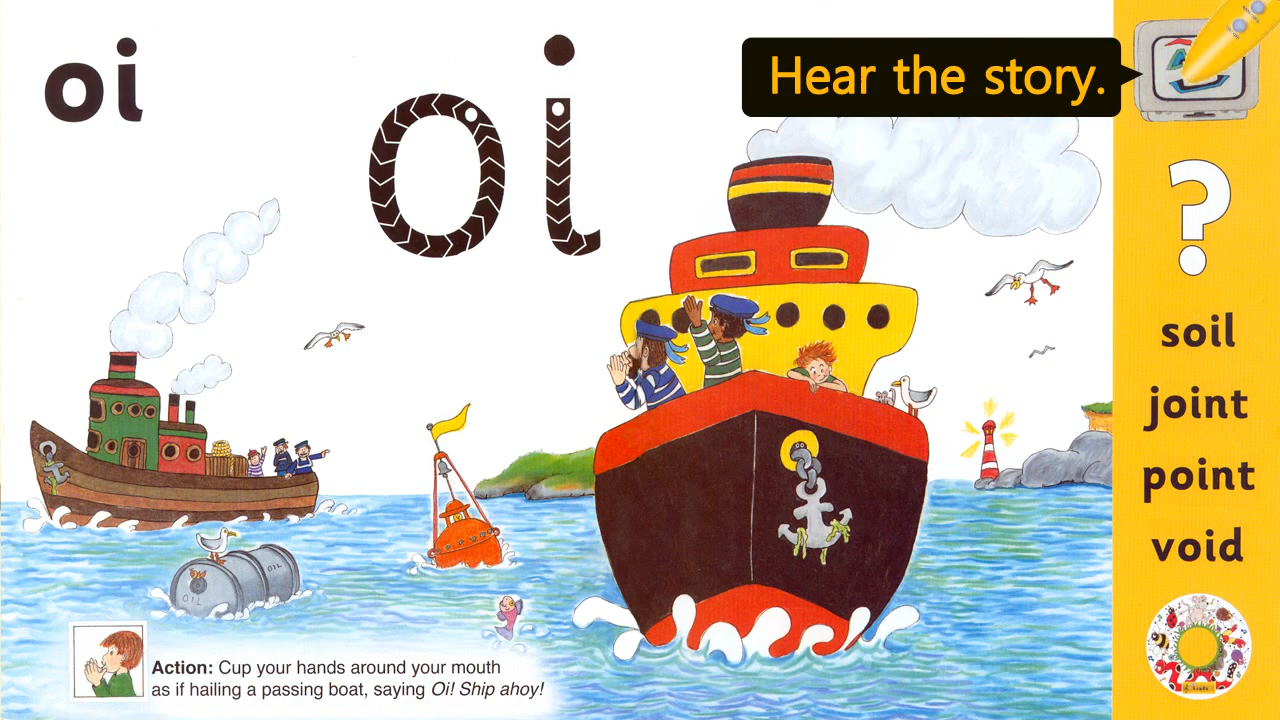 oi
oi
Hear the story.
?
soil
joint
point
void
OIL
OIL
Action: Cup your hands around your mouth
as if hailing a passing boat, saying Oi! Ship ahoy!